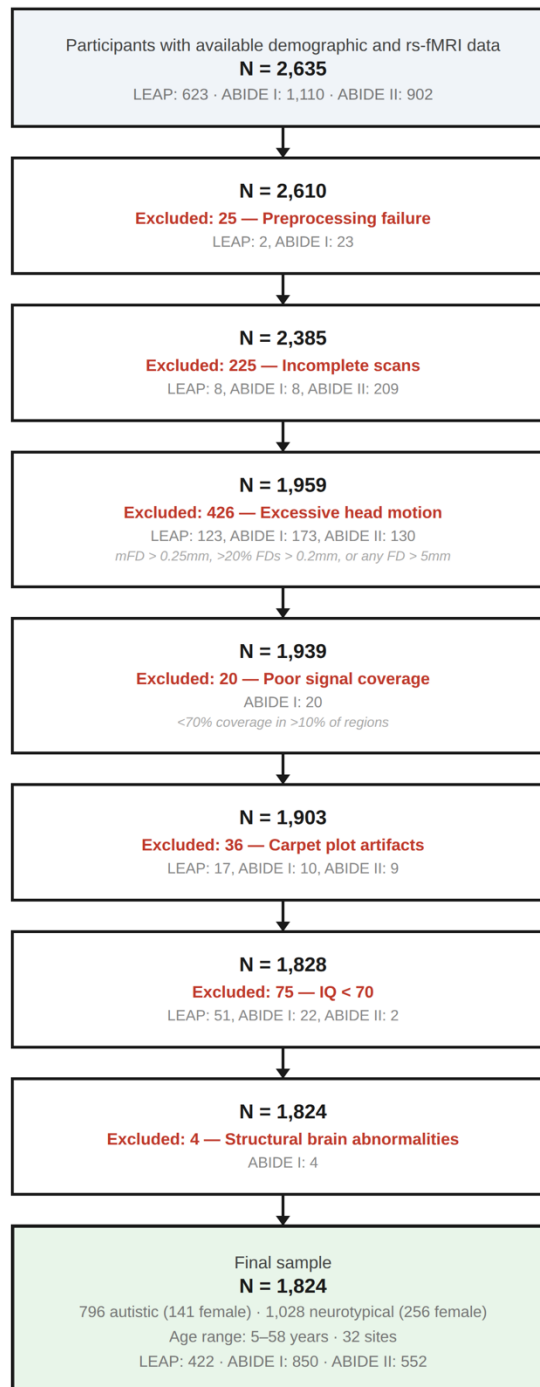 Participants with available demographic and rs-fMRI data
N = 2,635
LEAP: 623 · ABIDE I: 1,110 · ABIDE II: 902
N = 2,610
Excluded: 25 — Preprocessing failure
LEAP: 2, ABIDE I: 23
N = 2,385
Excluded: 225 — Incomplete scans
LEAP: 8, ABIDE I: 8, ABIDE II: 209
N = 1,959
Excluded: 426 — Excessive head motion
LEAP: 123, ABIDE I: 173, ABIDE II: 130
mFD > 0.25mm, >20% FDs > 0.2mm, or any FD > 5mm
N = 1,939
Excluded: 20 — Poor signal coverage
ABIDE I: 20
<70% coverage in >10% of regions
N = 1,903
Excluded: 36 — Carpet plot artifacts
LEAP: 17, ABIDE I: 10, ABIDE II: 9
N = 1,828
Excluded: 75 — IQ < 70
LEAP: 51, ABIDE I: 22, ABIDE II: 2
N = 1,824
Excluded: 4 — Structural brain abnormalities
ABIDE I: 4
Final sample
N = 1,824
796 autistic (141 female) · 1,028 neurotypical (256 female)
Age range: 5–58 years · 32 sites
LEAP: 422 · ABIDE I: 850 · ABIDE II: 552